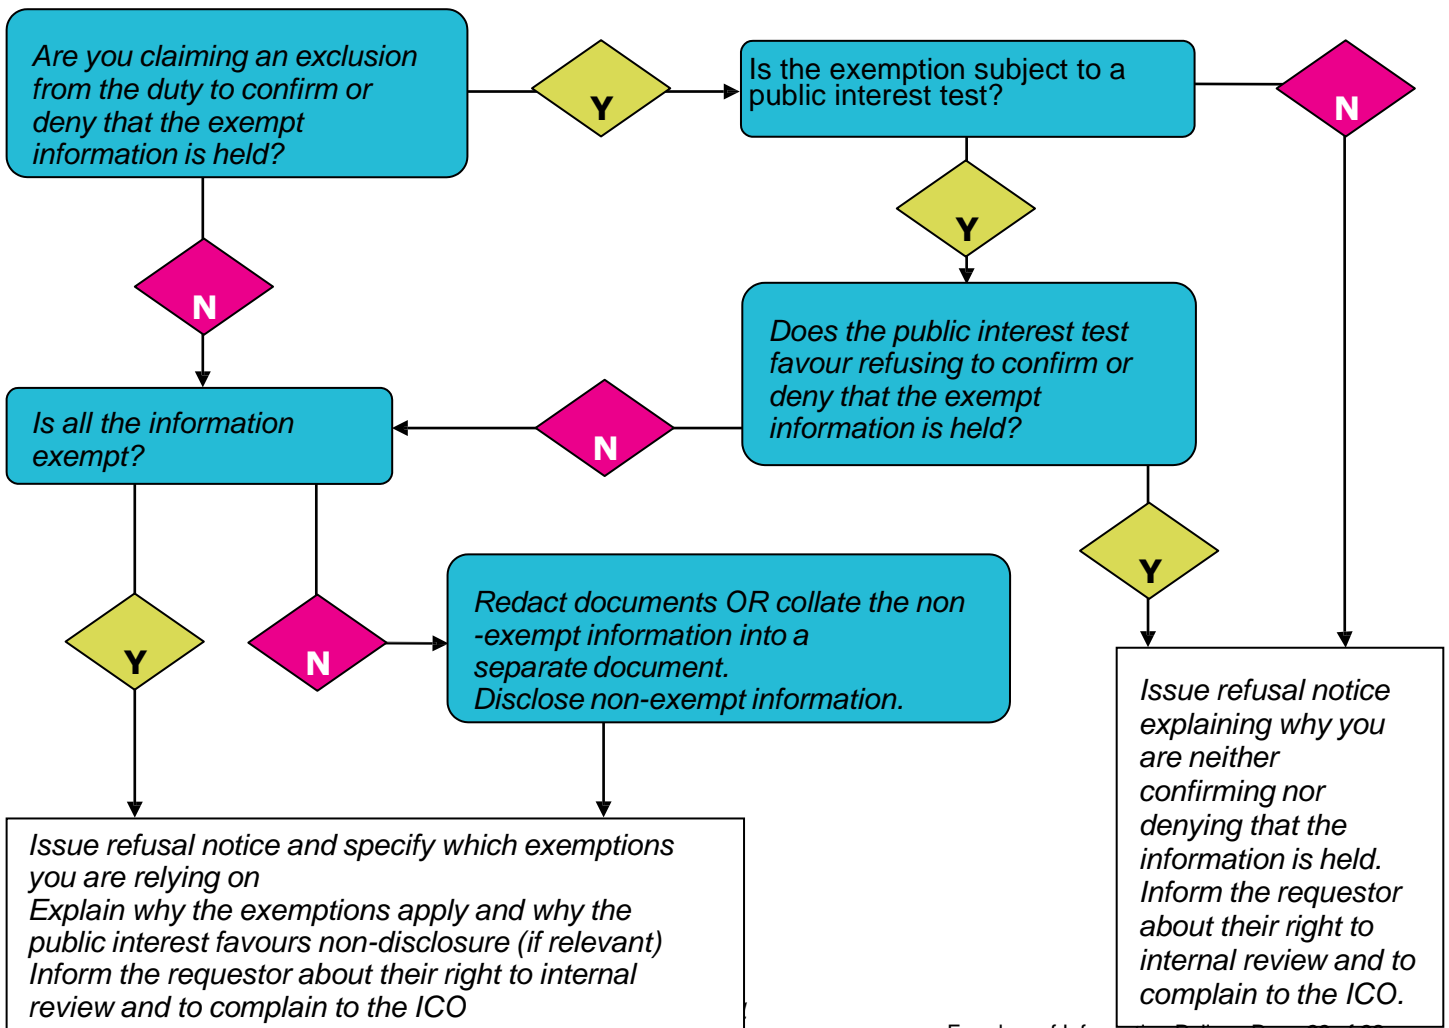 Are you claiming an exclusion
from the duty to confirm or
deny that the exempt
information is held?
Y
Is the exemption subject to a
public interest test?
N
Y
N
Does the public interest test
favour refusing to confirm or
deny that the exempt
information is held?
Is all the information
exempt?
N
Y
Y
N
Redact documents OR collate the non
-exempt information into a
separate document.
Disclose non-exempt information.
Issue refusal notice
explaining why you
are neither
confirming nor
denying that the
information is held.
Inform the requestor
about their right to
internal review and to
complain to the ICO.
Issue refusal notice and specify which exemptions
you are relying on
Explain why the exemptions apply and why the
public interest favours non-disclosure (if relevant)
Inform the requestor about their right to internal
review and to complain to the ICO